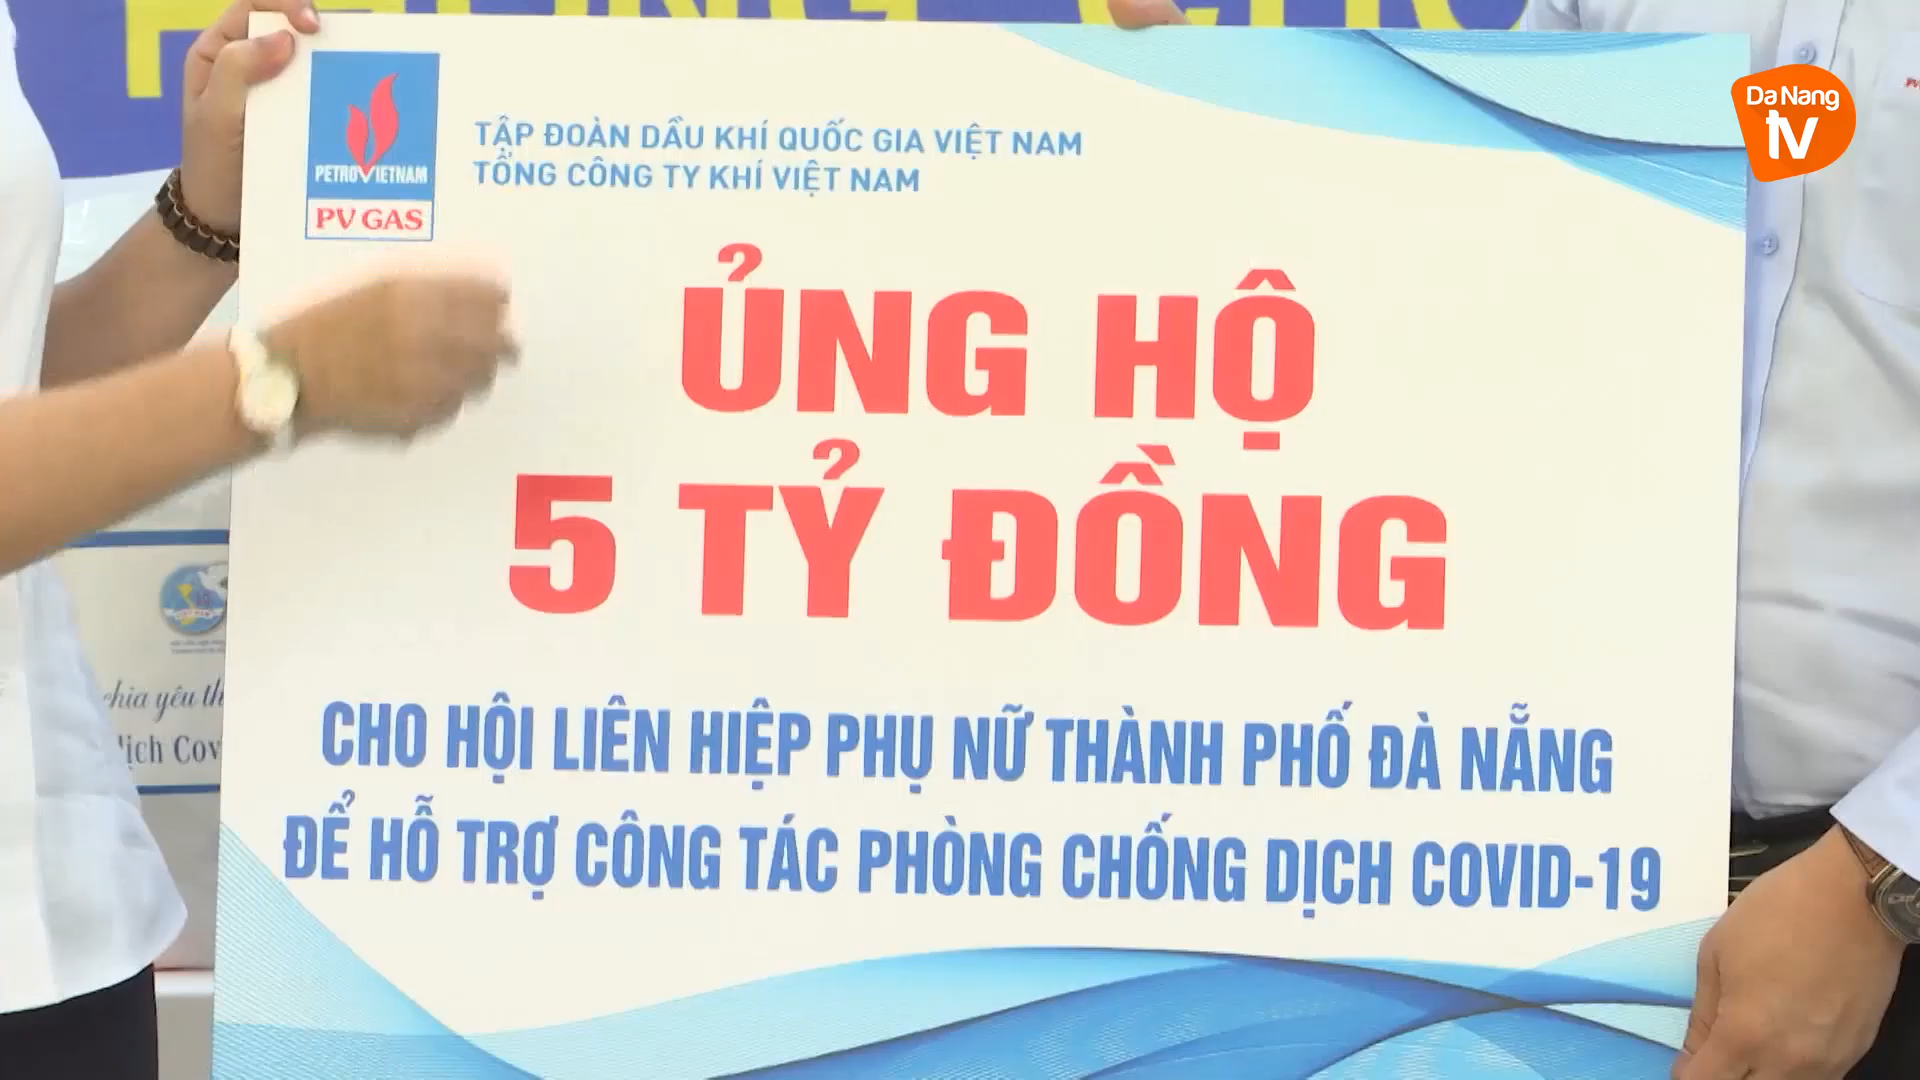 Da Nang
tv
PETROVIETNAM
PV GAS
TẬP ĐOÀN DẦU KHÍ QUỐC GIA VIỆT NAM
TỔNG CÔNG TY KHÍ VIỆT NAM
ỦNG HỘ
5 TỶ ĐỒNG
CHO HỘI LIÊN HIỆP PHỤ NỮ THÀNH PHỐ ĐÀ NẴNG
ĐỂ HỖ TRỢ CÔNG TÁC PHÒNG CHỐNG DỊCH COVID-19
chia yêu